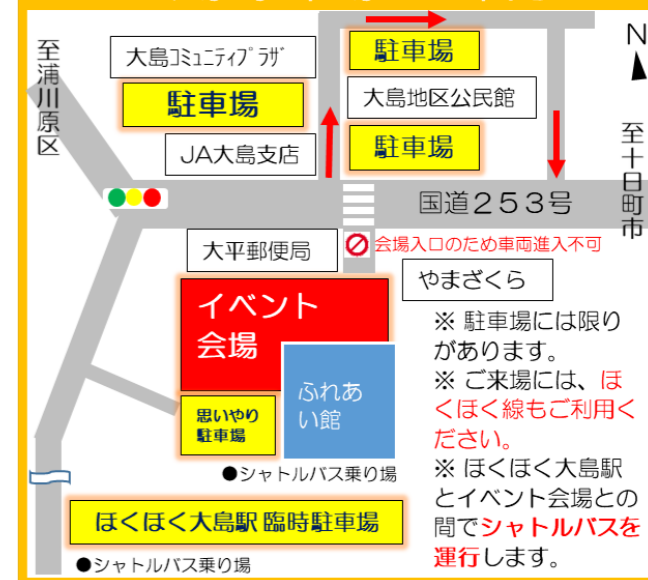 至浦川原区
大島ｺﾐｭﾆﾃｨﾌﾟﾗｻﾞ
駐車場
JA大島支店
駐車場
大島地区公民館
駐車場
N
至十日町市
国道２５３号
大平郵便局
会場入口のため車両進入不可
やまざくら
イベント
会場
ふれあ
い館
思いやり
駐車場
●シャトルバス乗り場
ほくほく大島駅 臨時駐車場
●シャトルバス乗り場
※ 駐車場には限り
があります。
※ ご来場には、ほ
くほく線もご利用く
ださい。
※ ほくほく大島駅
とイベント会場との
間でシャトルバスを
運行します。